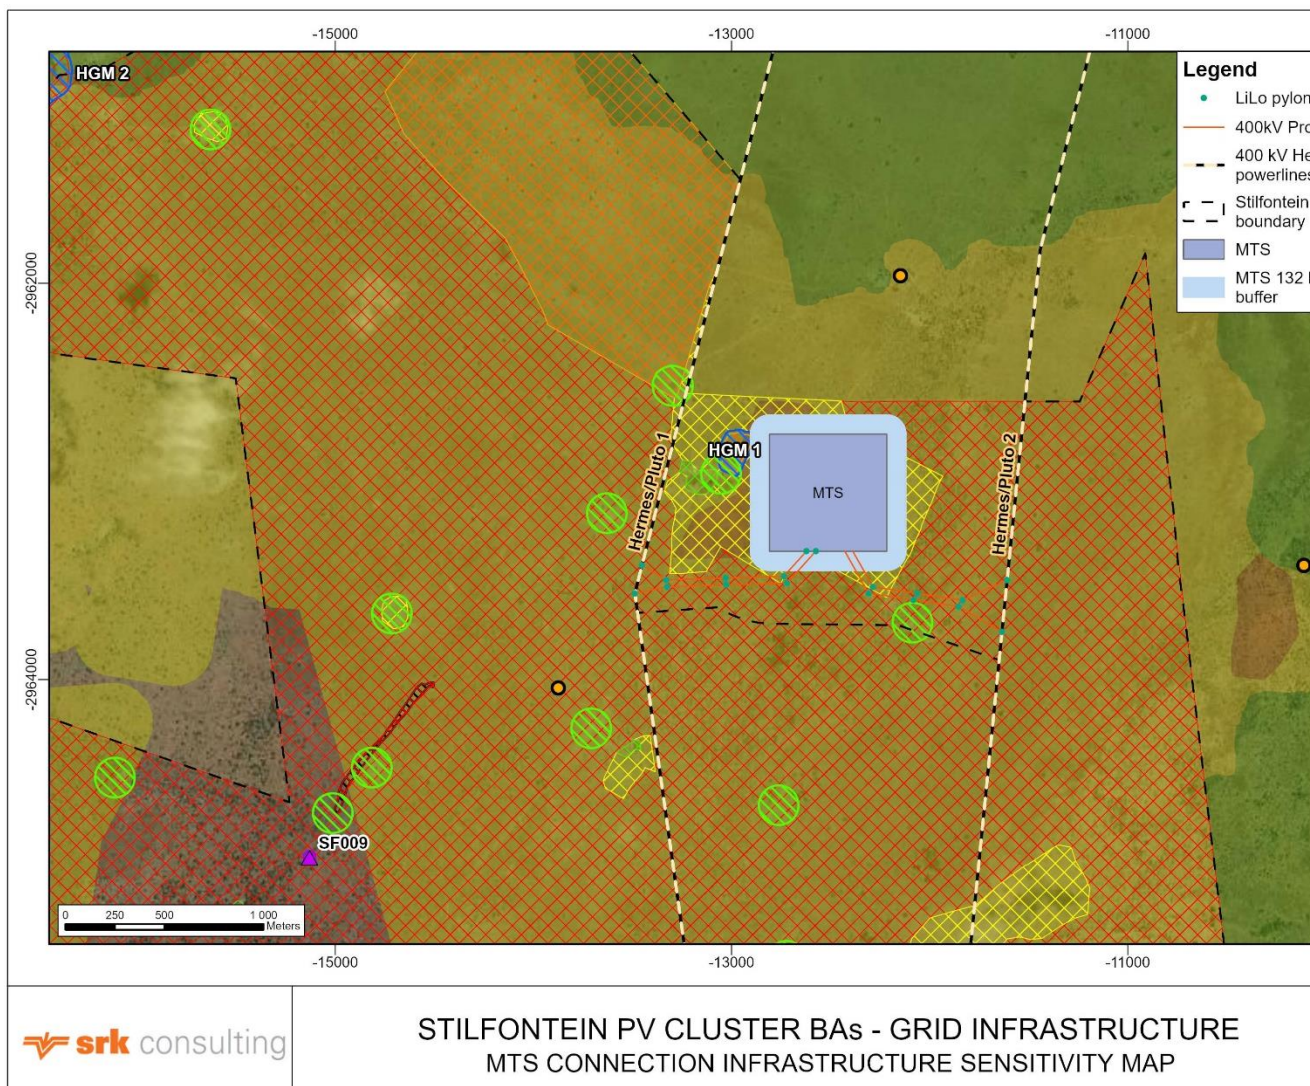 -15000
-13000
-11000
HGM 2
Legend
LiLo pylon
400kV Pro
400 kV He
powerlines
Stilfontein
boundary
MTS
MTS 132
buffer
-2962000
HGM 1
MTS
Hermes/Pluto 1
Hermes/Pluto 2
-2964000
SF009
0 250 500 1 000
Meters
-15000
-13000
-11000
srk consulting
STILFONTEIN PV CLUSTER BAs - GRID INFRASTRUCTURE
MTS CONNECTION INFRASTRUCTURE SENSITIVITY MAP